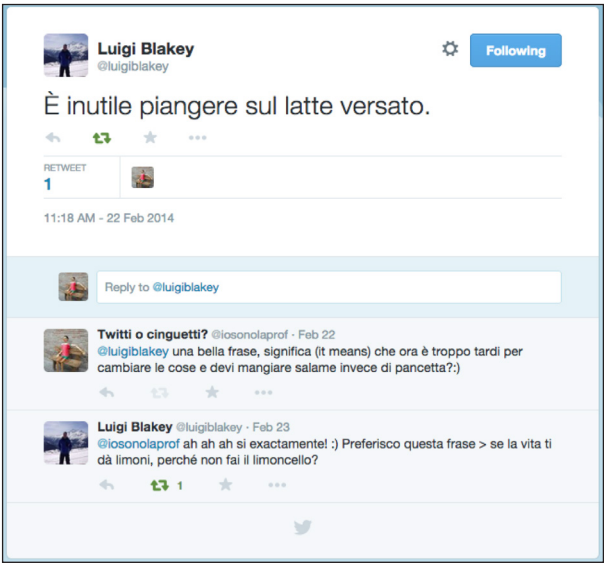 Luigi Blakey
@luigiblakey
Following
È inutile piangere sul latte versato.
RETWEET
1
11:18 AM - 22 Feb 2014
Reply to @luigiblakey
Twitti o cinguetti? @iosonolaprof · Feb 22
@luigiblakey una bella frase, significa (it means) che ora è troppo tardi per
cambiare le cose e devi mangiare salame invece di pancetta?:)
Luigi Blakey @luigiblakey · Feb 23
@iosonolaprof ah ah ah si exactamente! :) Preferisco questa frase > se la vita ti
dà limoni, perché non fai il limoncello?
1